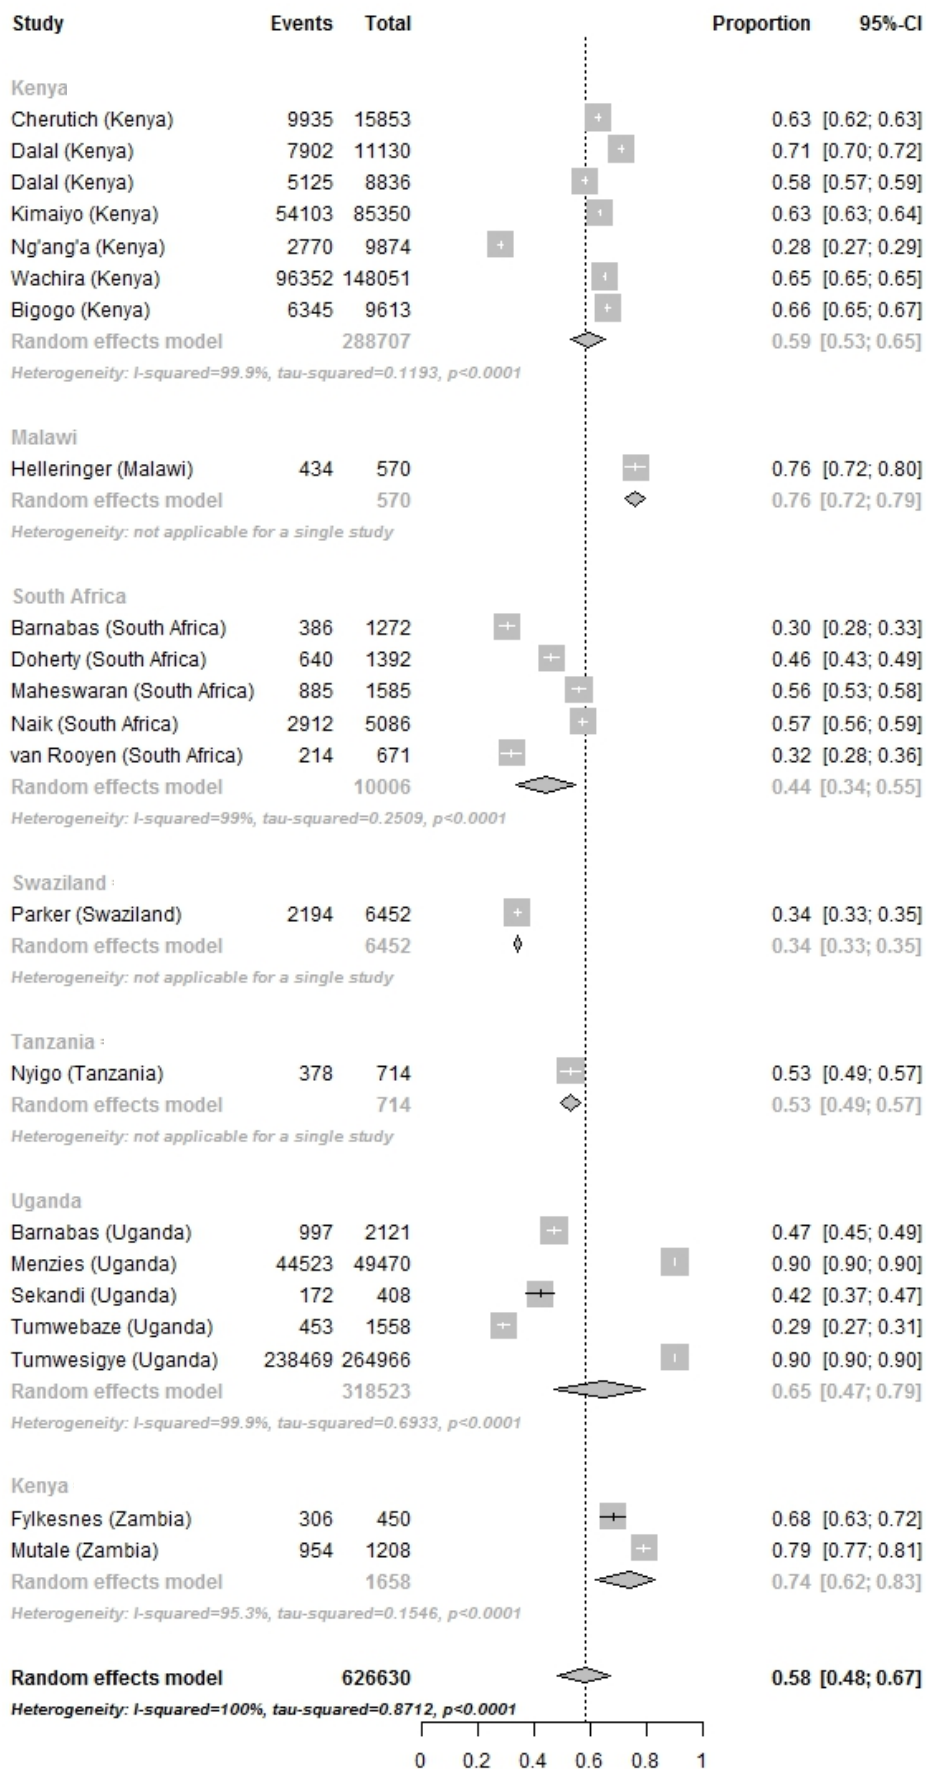 Study Events Total Proportion 95%-CI
Kenya
Cherutich (Kenya) 9935 15853 0.63 [0.62; 0.63]
Dalal (Kenya) 7902 11130 0.71 [0.70; 0.72]
Dalal (Kenya) 5125 8836 0.58 [0.57; 0.59]
Kimaiyo (Kenya) 54103 85350 0.63 [0.63; 0.64]
Ng'ang'a (Kenya) 2770 9874 0.28 [0.27; 0.29]
Wachira (Kenya) 96352 148051 0.65 [0.65; 0.65]
Bigogo (Kenya) 6345 9613 0.66 [0.65; 0.67]
Random effects model 288707 0.59 [0.53; 0.65]
Heterogeneity: I-squared=99.9%, tau-squared=0.1193, p<0.0001
Malawi
Helleringer (Malawi) 434 570 0.76 [0.72; 0.80]
Random effects model 570 0.76 [0.72; 0.79]
Heterogeneity: not applicable for a single study
South Africa
Barnabas (South Africa) 386 1272 0.30 [0.28; 0.33]
Doherty (South Africa) 640 1392 0.46 [0.43; 0.49]
Maheswaran (South Africa) 885 1585 0.56 [0.53; 0.58]
Naik (South Africa) 2912 5086 0.57 [0.56; 0.59]
van Rooyen (South Africa) 214 671 0.32 [0.28; 0.36]
Random effects model 10006 0.44 [0.34; 0.55]
Heterogeneity: I-squared=99%, tau-squared=0.2509, p<0.0001
Swaziland
Parker (Swaziland) 2194 6452 0.34 [0.33; 0.35]
Random effects model 6452 0.34 [0.33; 0.35]
Heterogeneity: not applicable for a single study
Tanzania
Nyigo (Tanzania) 378 714 0.53 [0.49; 0.57]
Random effects model 714 0.53 [0.49; 0.57]
Heterogeneity: not applicable for a single study
Uganda
Barnabas (Uganda) 997 2121 0.47 [0.45; 0.49]
Menzies (Uganda) 44523 49470 0.90 [0.90; 0.90]
Sekandi (Uganda) 172 408 0.42 [0.37; 0.47]
Tumwebaze (Uganda) 453 1558 0.29 [0.27; 0.31]
Tumwesigye (Uganda) 238469 264966 0.90 [0.90; 0.90]
Random effects model 318523 0.65 [0.47; 0.79]
Heterogeneity: I-squared=99.9%, tau-squared=0.6933, p<0.0001
Kenya
Fylkesnes (Zambia) 306 450 0.68 [0.63; 0.72]
Mutale (Zambia) 954 1208 0.79 [0.77; 0.81]
Random effects model 1658 0.74 [0.62; 0.83]
Heterogeneity: I-squared=95.3%, tau-squared=0.1546, p<0.0001
Random effects model 626630 0.58 [0.48; 0.67]
Heterogeneity: I-squared=100%, tau-squared=0.8712, p<0.0001
0 0.2 0.4 0.6 0.8 1